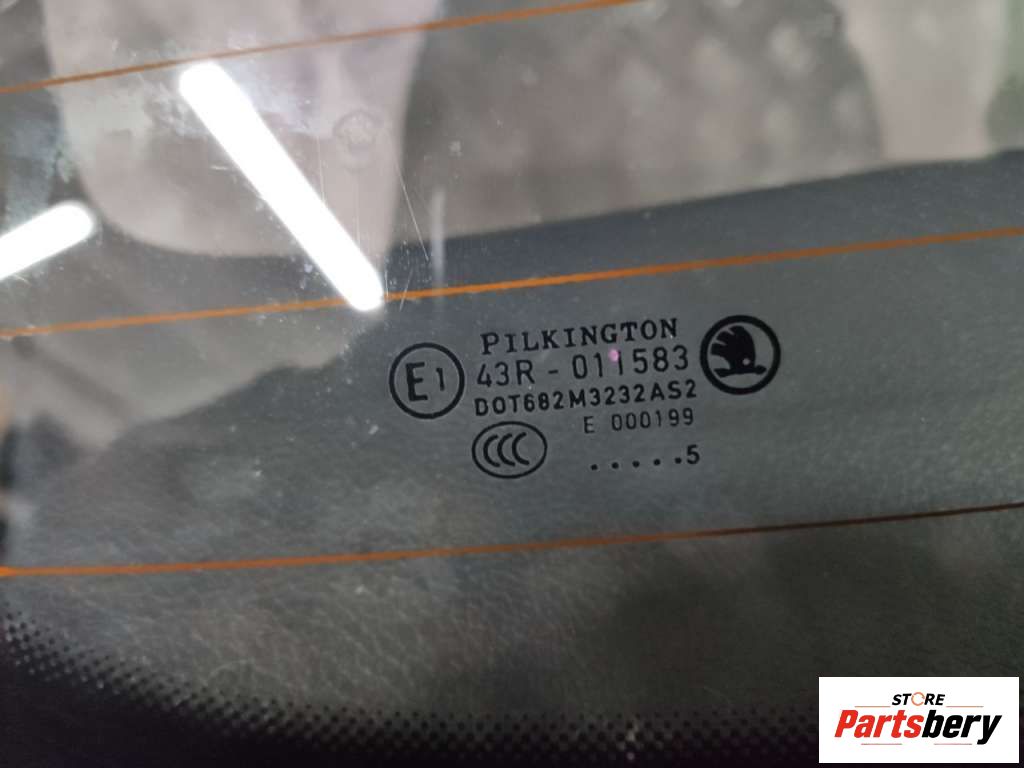 PILKINGTON
E1
43R - 011583
DOT682M3232AS2
E 000199
CCC
.....5
STORE
Partsbery